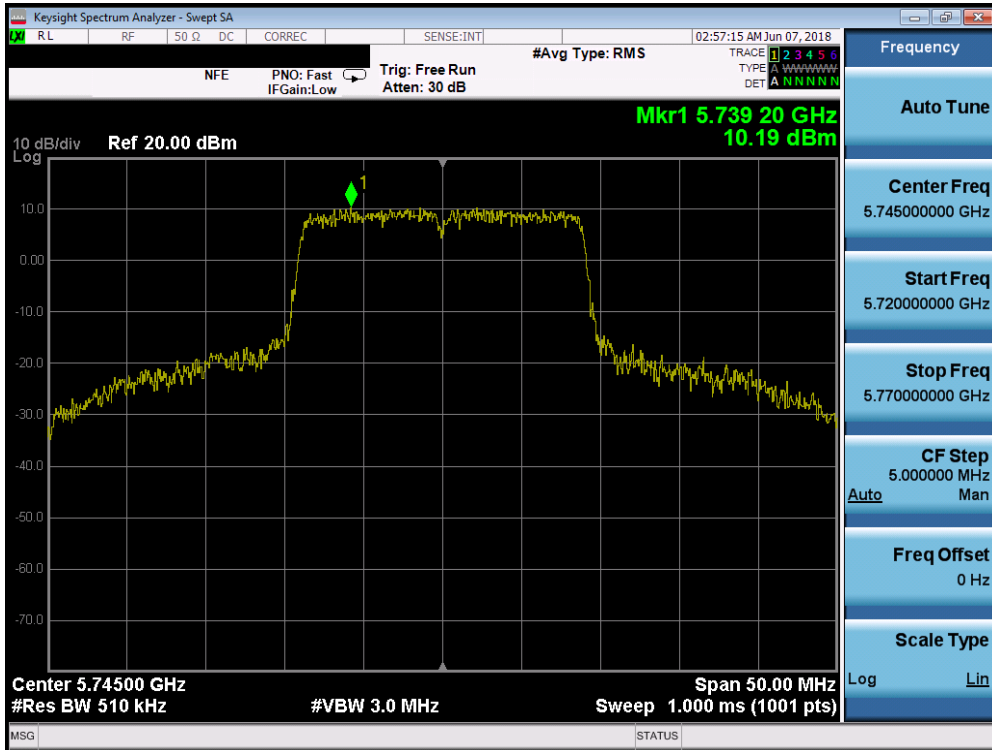 Keysight Spectrum Analyzer - Swept SA
LXI RL RF 50 Ω DC CORREC SENSE:INT 02:57:15 AM Jun 07, 2018
NFE PNO: Fast Trig: Free Run #Avg Type: RMS TRACE 1 2 3 4 5 6
IFGain:Low Atten: 30 dB TYPE A WWWWW
DET A N N N N N
Mkr1 5.739 20 GHz
10 dB/div Ref 20.00 dBm 10.19 dBm
Log
1
10.0
0.00
-10.0
-20.0
-30.0
-40.0
-50.0
-60.0
-70.0
Center 5.74500 GHz Span 50.00 MHz
#Res BW 510 kHz #VBW 3.0 MHz Sweep 1.000 ms (1001 pts)
MSG STATUS
Frequency
Auto Tune
Center Freq
5.745000000 GHz
Start Freq
5.720000000 GHz
Stop Freq
5.770000000 GHz
CF Step
5.000000 MHz
Auto Man
Freq Offset
0 Hz
Scale Type
Log Lin